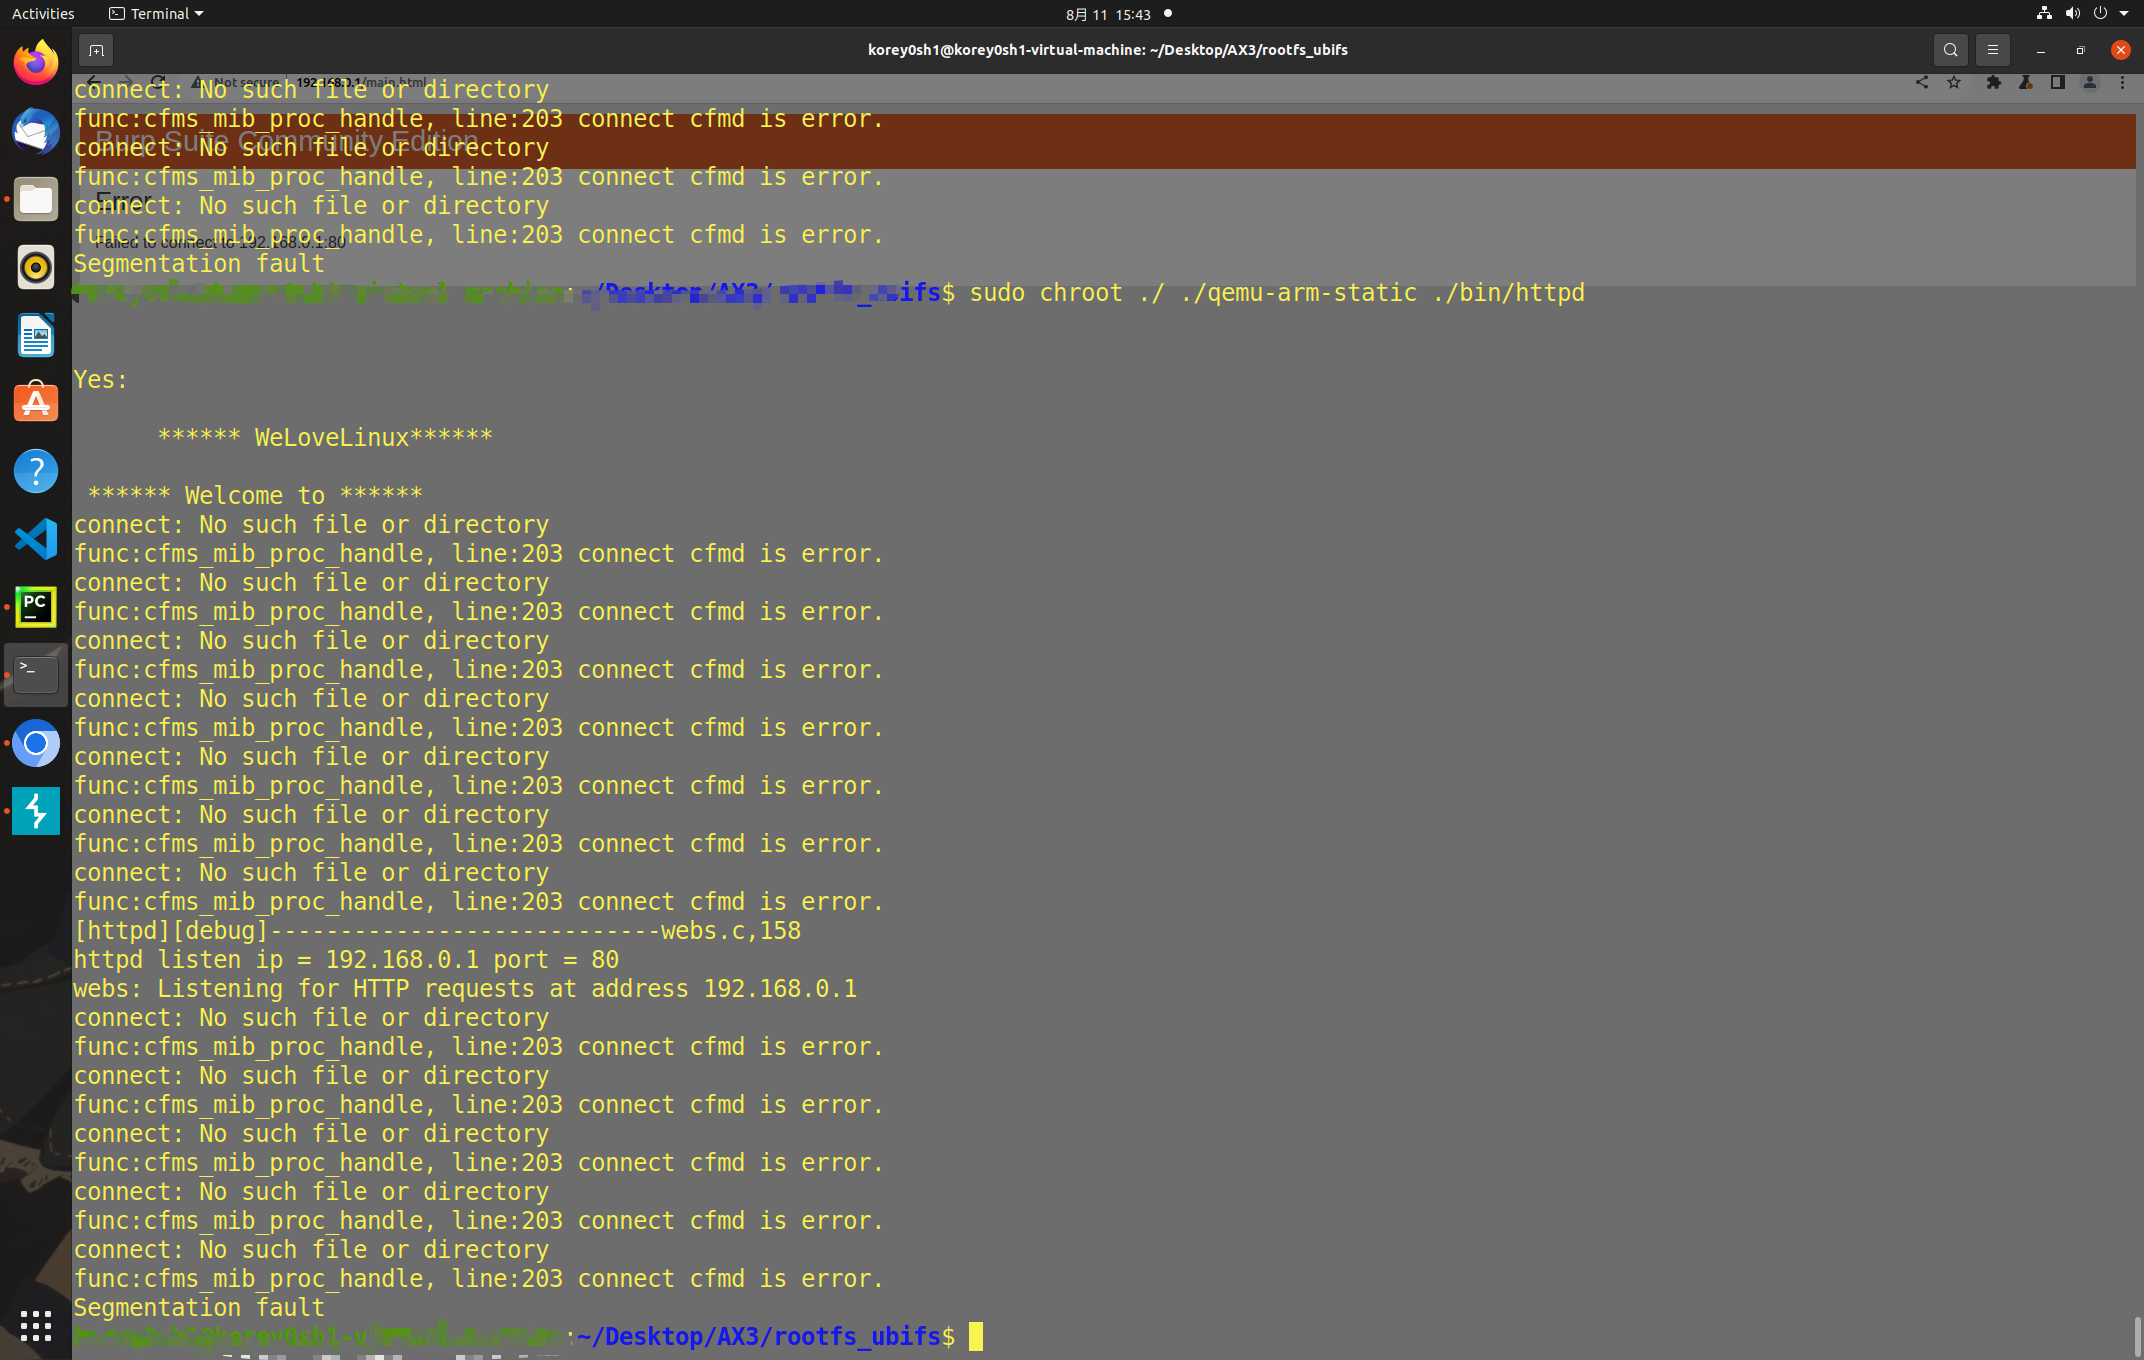 Activities
Terminal
8月 11 15:43
korey0sh1@korey0sh1-virtual-machine: ~/Desktop/AX3/rootfs_ubifs
Not secure 192.168.0.1/main.html
connect: No such file or directory
func:cfms_mib_proc_handle, line:203 connect cfmd is error.
Burp Suite Community Edition
connect: No such file or directory
func:cfms_mib_proc_handle, line:203 connect cfmd is error.
Error
connect: No such file or directory
func:cfms_mib_proc_handle, line:203 connect cfmd is error.
Failed to connect to 192.168.0.1:80
Segmentation fault
:~/Desktop/AX3/rootfs_ubifs$ sudo chroot ./ ./qemu-arm-static ./bin/httpd
Yes:
****** WeLoveLinux******
****** Welcome to ******
connect: No such file or directory
func:cfms_mib_proc_handle, line:203 connect cfmd is error.
connect: No such file or directory
func:cfms_mib_proc_handle, line:203 connect cfmd is error.
connect: No such file or directory
func:cfms_mib_proc_handle, line:203 connect cfmd is error.
connect: No such file or directory
func:cfms_mib_proc_handle, line:203 connect cfmd is error.
connect: No such file or directory
func:cfms_mib_proc_handle, line:203 connect cfmd is error.
connect: No such file or directory
func:cfms_mib_proc_handle, line:203 connect cfmd is error.
connect: No such file or directory
func:cfms_mib_proc_handle, line:203 connect cfmd is error.
[httpd][debug]----------------------------webs.c,158
httpd listen ip = 192.168.0.1 port = 80
webs: Listening for HTTP requests at address 192.168.0.1
connect: No such file or directory
func:cfms_mib_proc_handle, line:203 connect cfmd is error.
connect: No such file or directory
func:cfms_mib_proc_handle, line:203 connect cfmd is error.
connect: No such file or directory
func:cfms_mib_proc_handle, line:203 connect cfmd is error.
connect: No such file or directory
func:cfms_mib_proc_handle, line:203 connect cfmd is error.
connect: No such file or directory
func:cfms_mib_proc_handle, line:203 connect cfmd is error.
Segmentation fault
:~/Desktop/AX3/rootfs_ubifs$
PC